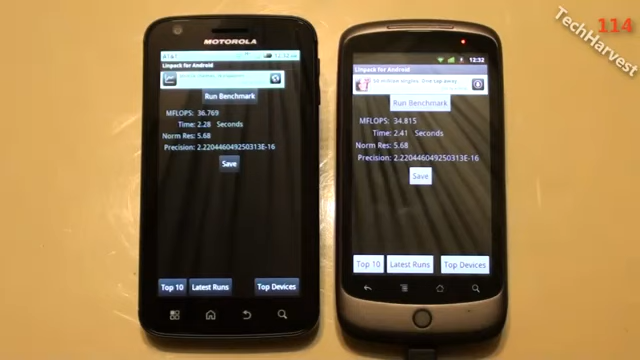 TechHarvest
114
MOTOROLA
AT&T
Linpack for Android
Run Benchmark
MFLOPS: 36.769
Time: 2.28 Seconds
Norm Res: 5.68
Precision: 2.220446049250313E-16
Save
Top 10 Latest Runs Top Devices
12:32
Linpack for Android
Run Benchmark
MFLOPS: 34.815
Time: 2.41 Seconds
Norm Res: 5.68
Precision: 2.220446049250313E-16
Save
Top 10 Latest Runs Top Devices